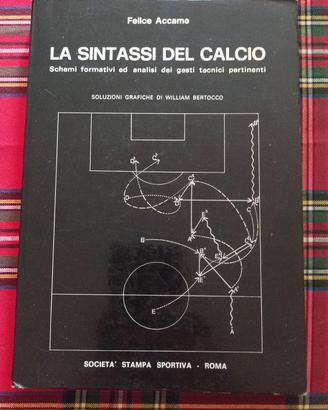 Felice Accame
LA SINTASSI DEL CALCIO
Schemi formativi ed analisi dei gesti tecnici pertinenti
SOLUZIONI GRAFICHE DI WILLIAM BERTOCCO
B
E
A
SOCIETA' STAMPA SPORTIVA - ROMA